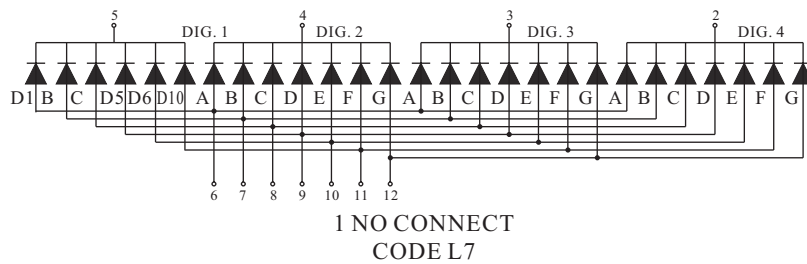 5 DIG. 1 4 DIG. 2 3 DIG. 3 2 DIG. 4
D1 B C D5 D6 D10 A B C D E F G A B C D E F G A B C D E F G
6 7 8 9 10 11 12
1 NO CONNECT
CODE L7